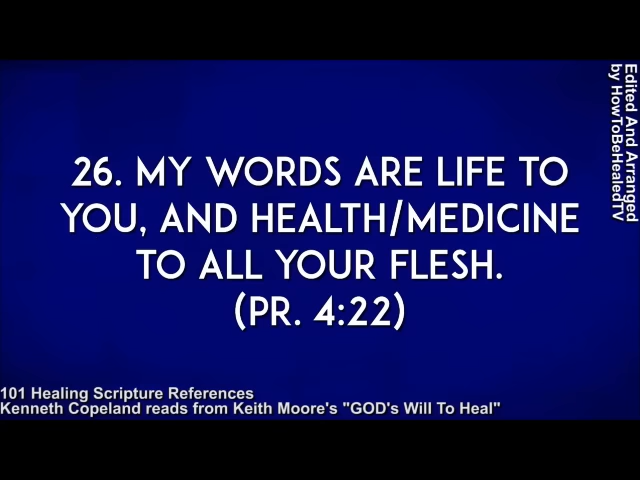 26. MY WORDS ARE LIFE TO
YOU, AND HEALTH/MEDICINE
TO ALL YOUR FLESH.
(PR. 4:22)
Edited And Arranged
by HowToBeHealedTV
101 Healing Scripture References
Kenneth Copeland reads from Keith Moore's "GOD's Will To Heal"